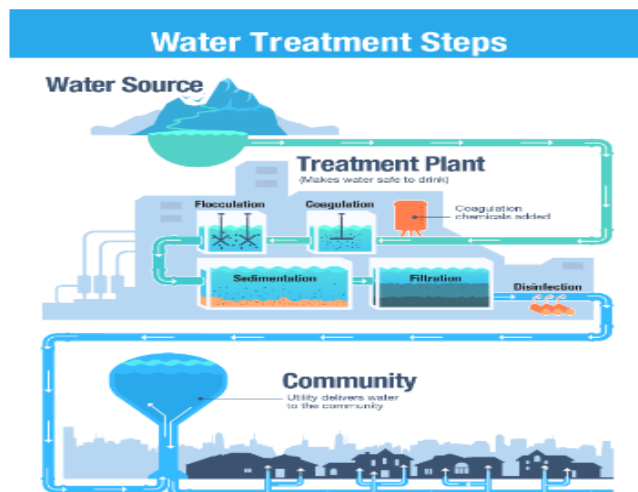 Water Treatment Steps
Water Source
Treatment Plant
(Makes water safe to drink)
Flocculation
Coagulation
Coagulation
chemicals added
Sedimentation
Filtration
Disinfection
Community
Utility delivers water
to the community